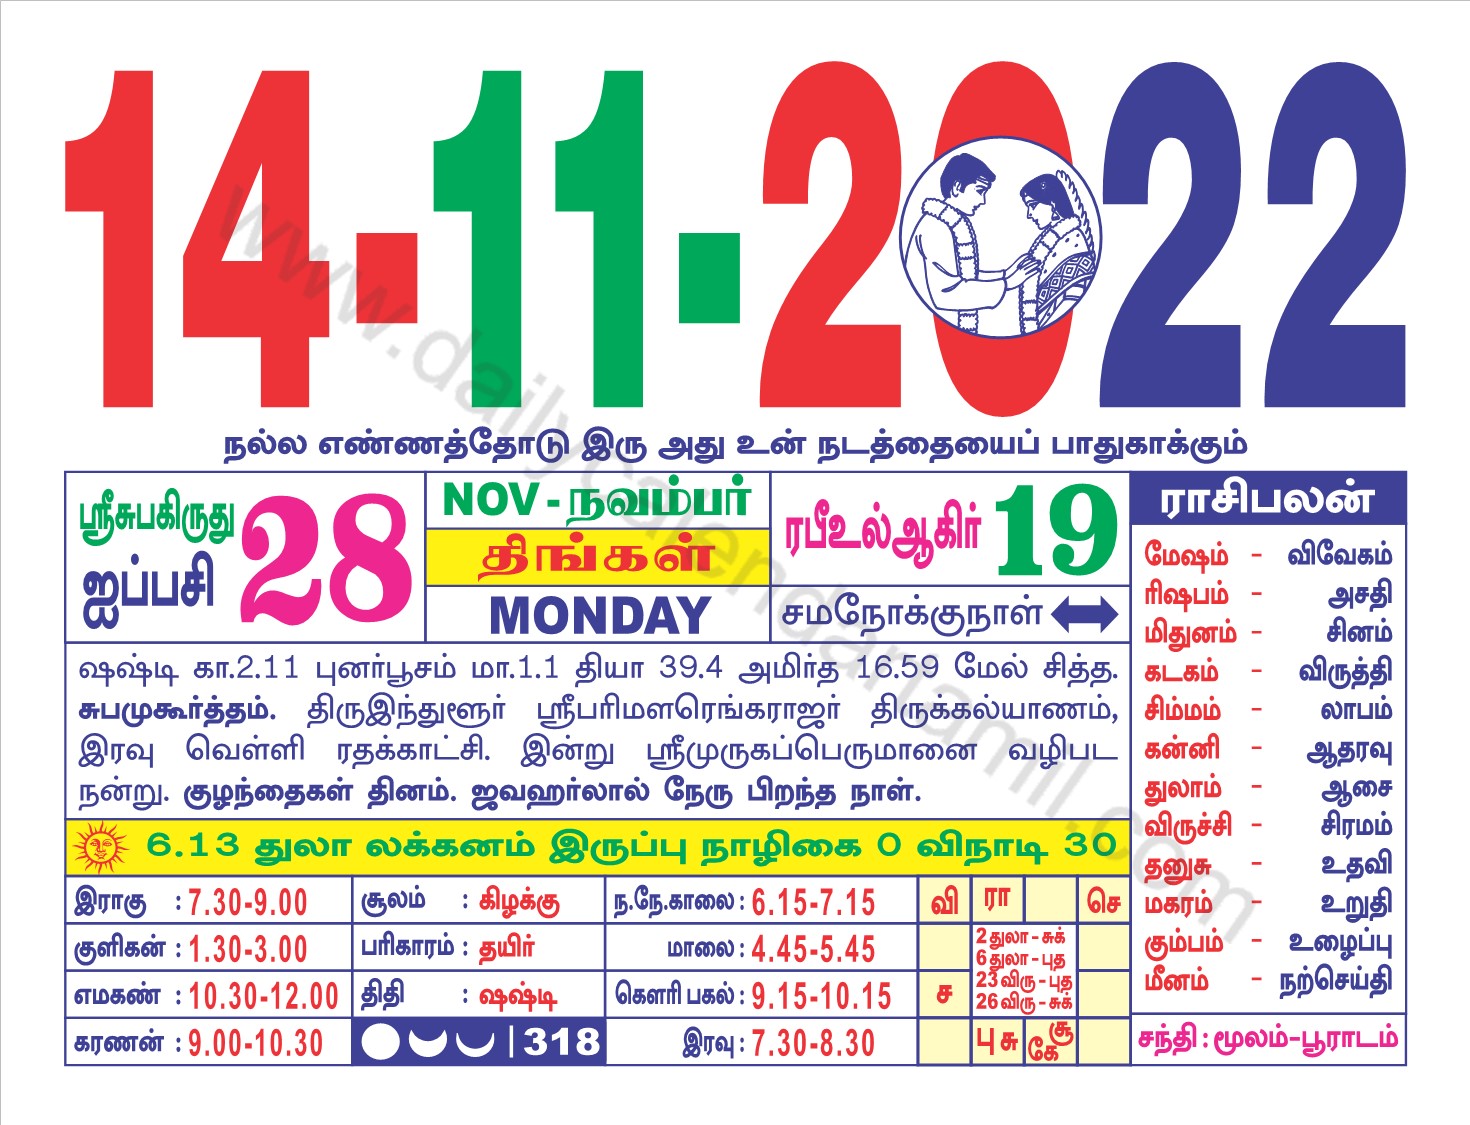 14-11-2022
நல்ல எண்ணத்தோடு இரு அது உன் நடத்தையைப் பாதுகாக்கும்
ஸ்ரீசுபகிருது
ஐப்பசி 28
NOV - நவம்பர்
திங்கள்
MONDAY
ரபீஉல்ஆகிர் 19
சமநோக்குநாள்
ஷஷ்டி கா.2.11 புனர்பூசம் மா.1.1 தியா 39.4 அமிர்த 16.59 மேல் சித்த.
சுபமுகூர்த்தம். திருஇந்துளூர் ஸ்ரீபரிமளரெங்கராஜர் திருக்கல்யாணம்,
இரவு வெள்ளி ரதக்காட்சி. இன்று ஸ்ரீமுருகப்பெருமானை வழிபட
நன்று. குழந்தைகள் தினம். ஜவஹர்லால் நேரு பிறந்த நாள்.
6.13 துலா லக்கனம் இருப்பு நாழிகை 0 விநாடி 30
இராகு : 7.30-9.00 சூலம் : கிழக்கு ந.நே.காலை : 6.15-7.15
குளிகன் : 1.30-3.00 பரிகாரம் : தயிர் மாலை : 4.45-5.45
எமகண் : 10.30-12.00 திதி : ஷஷ்டி கௌரி பகல் : 9.15-10.15
கரணன் : 9.00-10.30 318 இரவு : 7.30-8.30
வி ரா செ
2துலா-சுக்
6துலா-புத
23விரு-புத
26விரு-சுக்
ச
பு சு கே சூ
ராசிபலன்
மேஷம் - விவேகம்
ரிஷபம் - அசதி
மிதுனம் - சினம்
கடகம் - விருத்தி
சிம்மம் - லாபம்
கன்னி - ஆதரவு
துலாம் - ஆசை
விருச்சி - சிரமம்
தனுசு - உதவி
மகரம் - உறுதி
கும்பம் - உழைப்பு
மீனம் - நற்செய்தி
சந்தி : மூலம்-பூராடம்
www.dailycalendartamil.com